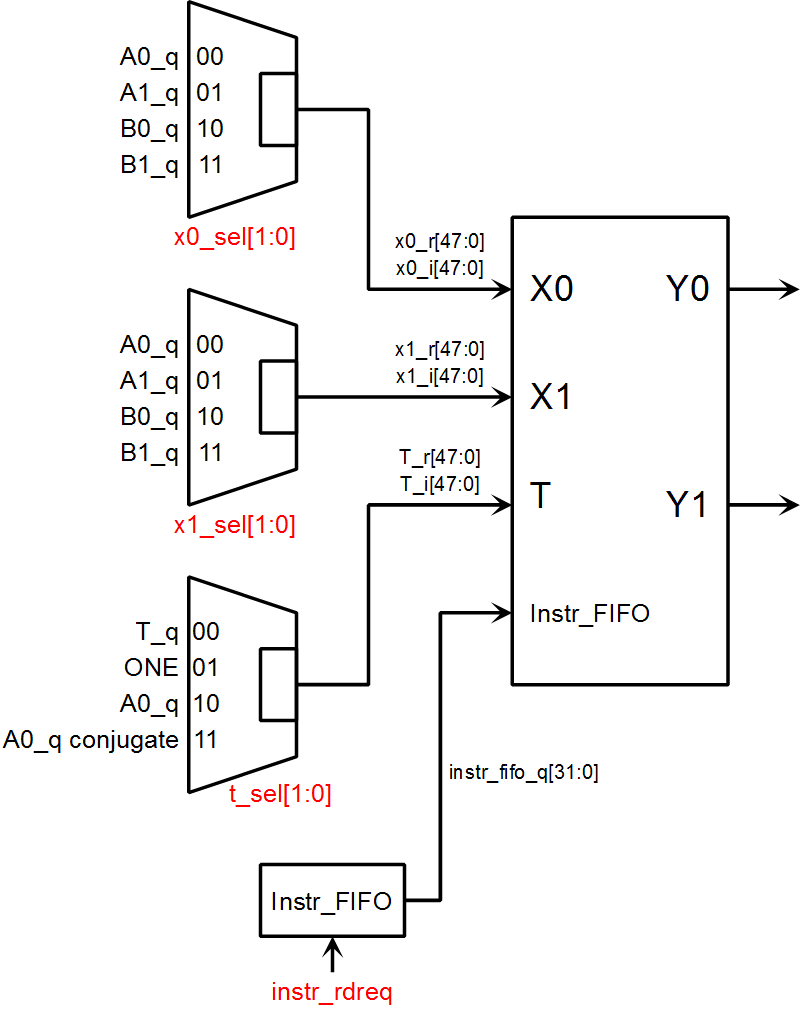 A0_q 00
A1_q 01
B0_q 10
B1_q 11
x0_sel[1:0]
x0_r[47:0]
x0_i[47:0]
X0
Y0
A0_q 00
A1_q 01
B0_q 10
B1_q 11
x1_sel[1:0]
x1_r[47:0]
x1_i[47:0]
X1
T_r[47:0]
T_i[47:0]
T
Y1
T_q 00
ONE 01
A0_q 10
A0_q conjugate 11
t_sel[1:0]
Instr_FIFO
instr_fifo_q[31:0]
Instr_FIFO
instr_rdreq